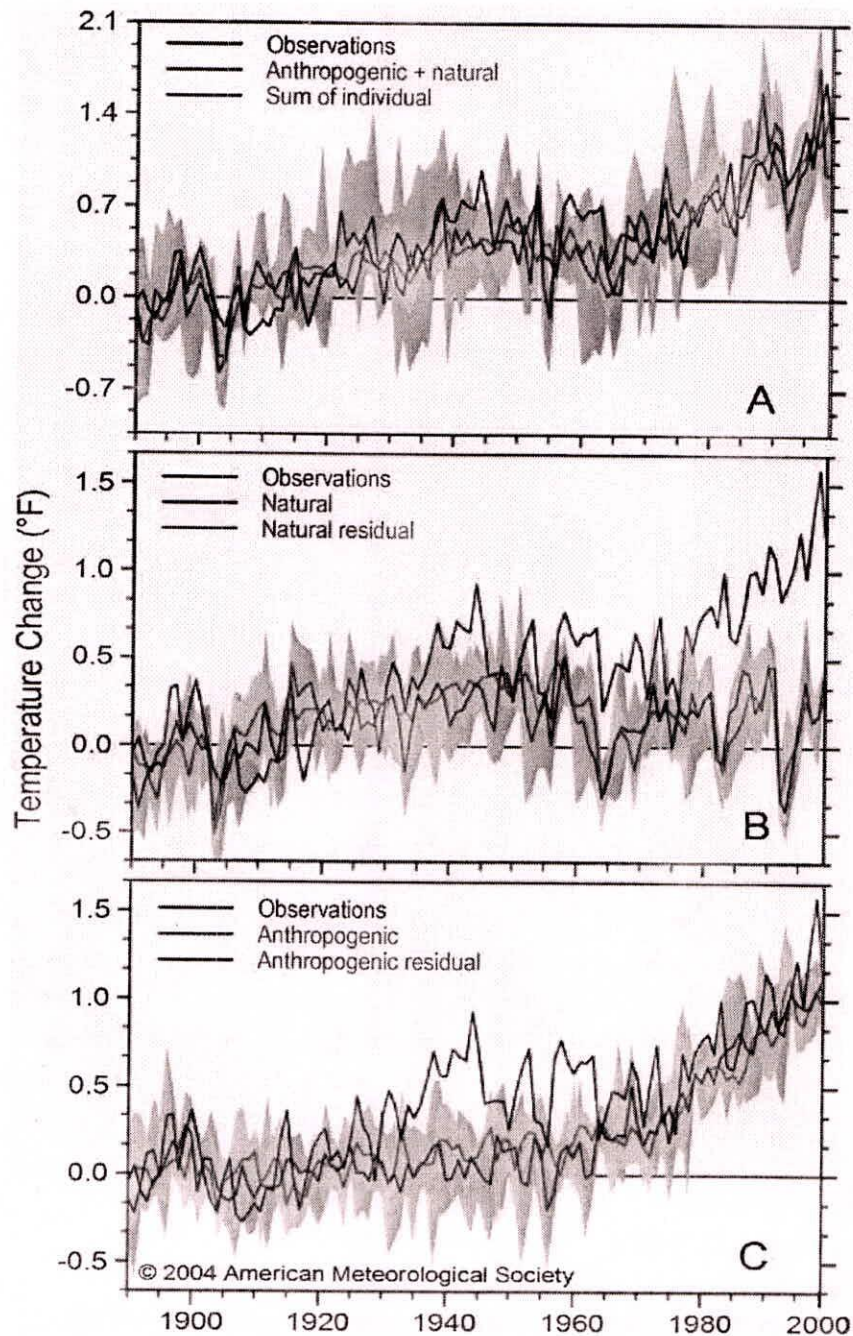 2.1
Observations
Anthropogenic + natural
Sum of individual
1.4
0.7
0.0
-0.7
A
Temperature Change (°F)
1.5
Observations
Natural
Natural residual
1.0
0.5
0.0
-0.5
B
1.5
Observations
Anthropogenic
Anthropogenic residual
1.0
0.5
0.0
-0.5
C
© 2004 American Meteorological Society
1900 1920 1940 1960 1980 2000